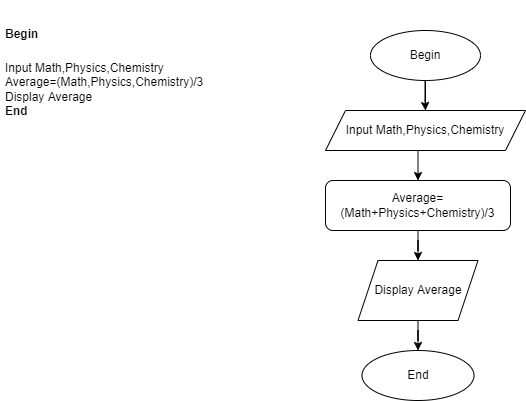 Begin
Input Math,Physics,Chemistry
Average=(Math,Physics,Chemistry)/3
Display Average
End
Begin
Input Math,Physics,Chemistry
Average=
(Math+Physics+Chemistry)/3
Display Average
End